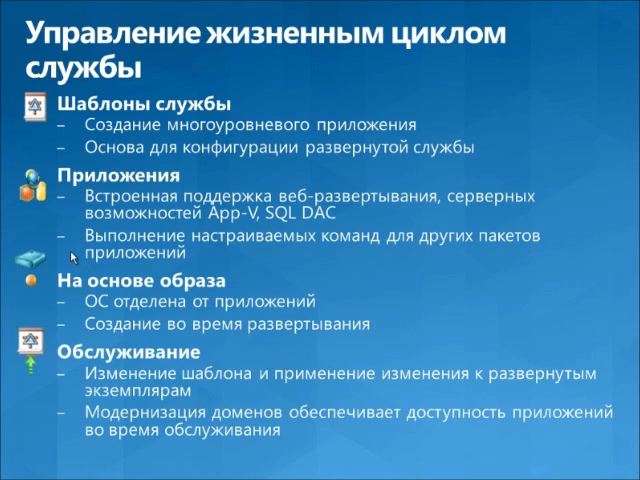 Управление жизненным циклом
службы
Шаблоны службы
– Создание многоуровневого приложения
– Основа для конфигурации развернутой службы
Приложения
– Встроенная поддержка веб-развертывания, серверных
возможностей App-V, SQL DAC
– Выполнение настраиваемых команд для других пакетов
приложений
На основе образа
– ОС отделена от приложений
– Создание во время развертывания
Обслуживание
– Изменение шаблона и применение изменения к развернутым
экземплярам
– Модернизация доменов обеспечивает доступность приложений
во время обслуживания